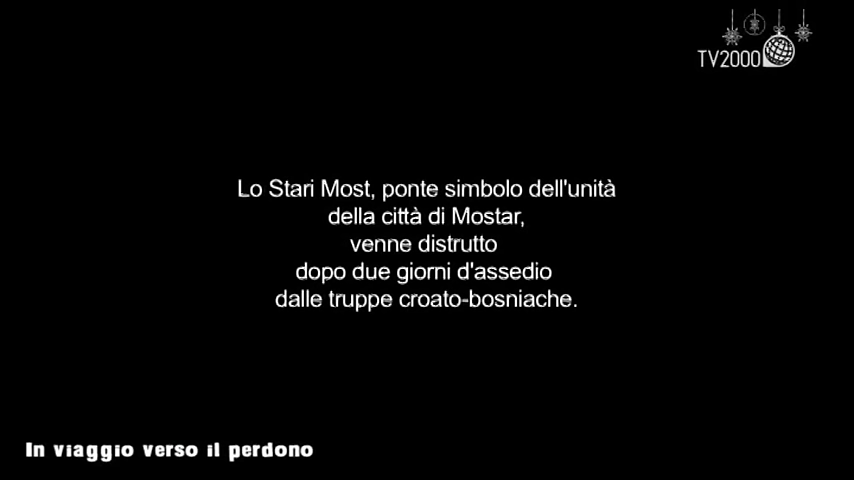 TV2000
Lo Stari Most, ponte simbolo dell'unità
della città di Mostar,
venne distrutto
dopo due giorni d'assedio
dalle truppe croato-bosniache.
In viaggio verso il perdono